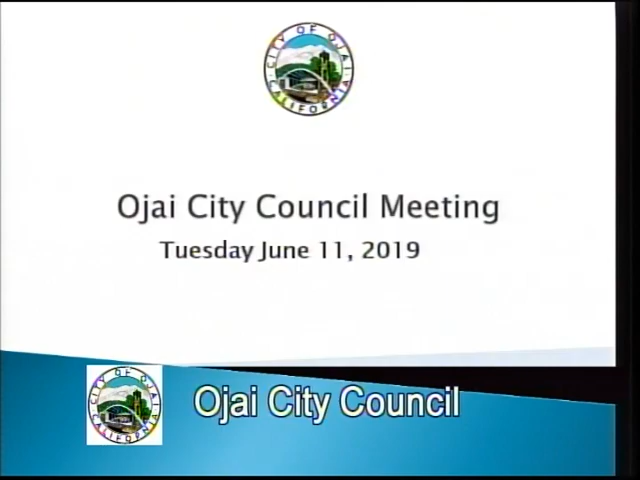 CITY OF OJAI
CALIFORNIA
Ojai City Council Meeting
Tuesday June 11, 2019
CITY OF OJAI
CALIFORNIA
Ojai City Council